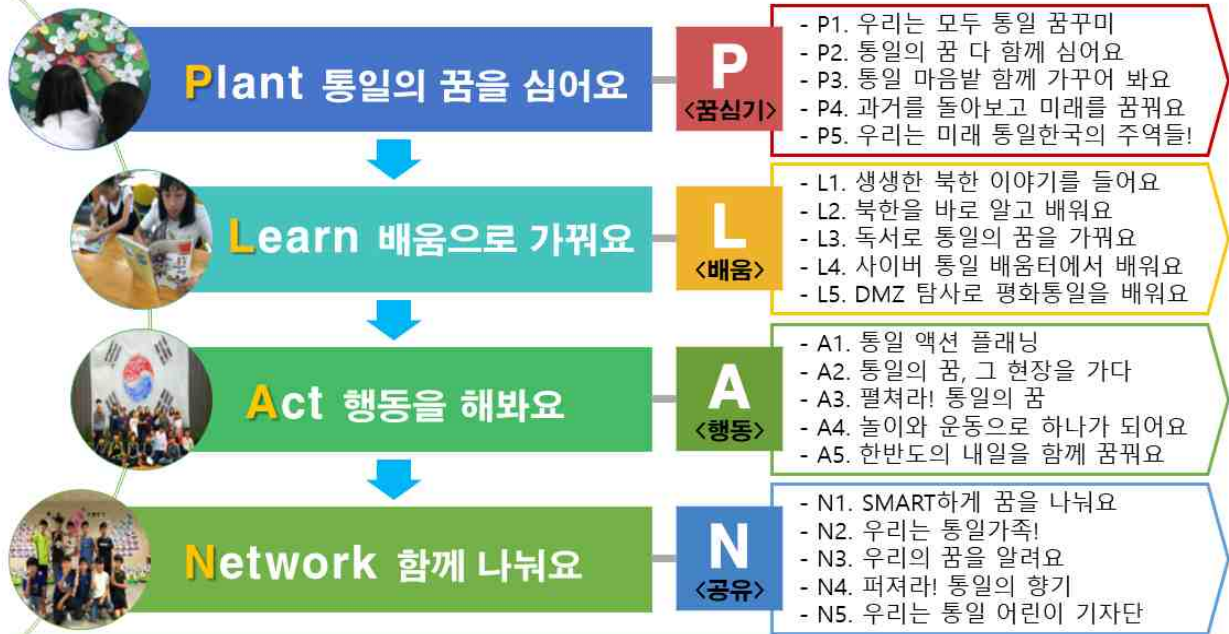 Plant 통일의 꿈을 심어요
P
<꿈심기>
- P1. 우리는 모두 통일 꿈꾸미
- P2. 통일의 꿈 다 함께 심어요
- P3. 통일 마음밭 함께 가꾸어 봐요
- P4. 과거를 돌아보고 미래를 꿈꿔요
- P5. 우리는 미래 통일한국의 주역들!
Learn 배움으로 가꿔요
L
<배움>
- L1. 생생한 북한 이야기를 들어요
- L2. 북한을 바로 알고 배워요
- L3. 독서로 통일의 꿈을 가꿔요
- L4. 사이버 통일 배움터에서 배워요
- L5. DMZ 탐사로 평화통일을 배워요
Act 행동을 해봐요
A
<행동>
- A1. 통일 액션 플래닝
- A2. 통일의 꿈, 그 현장을 가다
- A3. 펼쳐라! 통일의 꿈
- A4. 놀이와 운동으로 하나가 되어요
- A5. 한반도의 내일을 함께 꿈꿔요
Network 함께 나눠요
N
<공유>
- N1. SMART하게 꿈을 나눠요
- N2. 우리는 통일가족!
- N3. 우리의 꿈을 알려요
- N4. 퍼져라! 통일의 향기
- N5. 우리는 통일 어린이 기자단